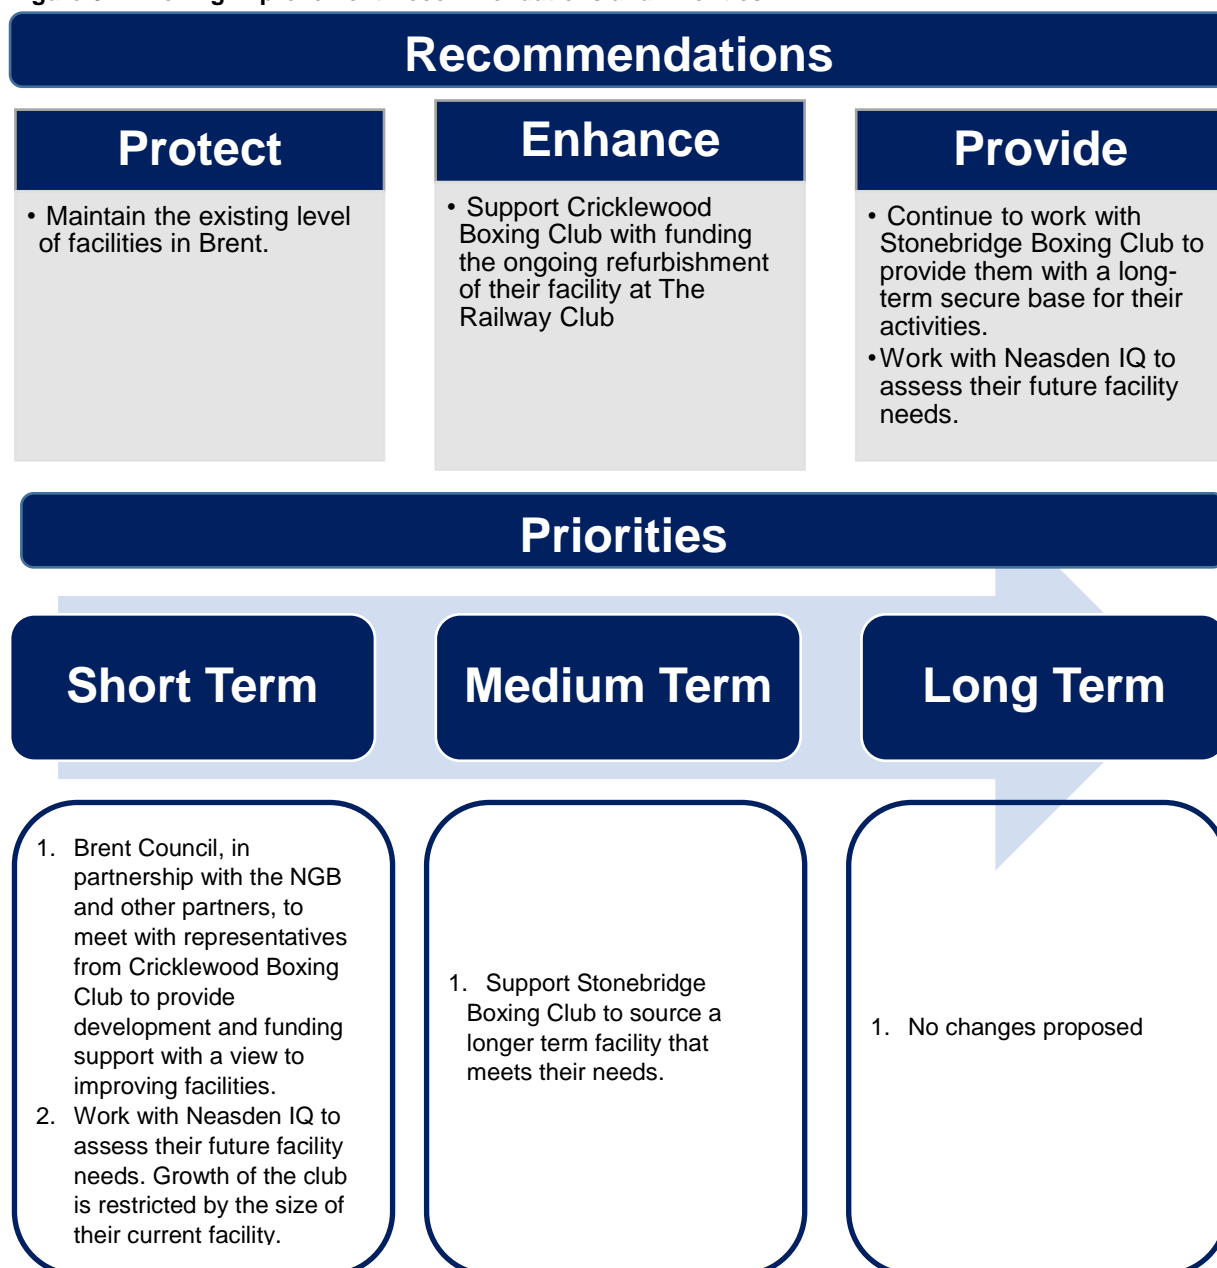 Recommendations
Protect
• Maintain the existing level
of facilities in Brent.
Enhance
• Support Cricklewood
Boxing Club with funding
the ongoing refurbishment
of their facility at The
Railway Club
Provide
• Continue to work with
Stonebridge Boxing Club to
provide them with a long-
term secure base for their
activities.
•Work with Neasden IQ to
assess their future facility
needs.
Priorities
Short Term
Medium Term
Long Term
1. Brent Council, in
partnership with the NGB
and other partners, to
meet with representatives
from Cricklewood Boxing
Club to provide
development and funding
support with a view to
improving facilities.
2. Work with Neasden IQ to
assess their future facility
needs. Growth of the club
is restricted by the size of
their current facility.
1. Support Stonebridge
Boxing Club to source a
longer term facility that
meets their needs.
1. No changes proposed